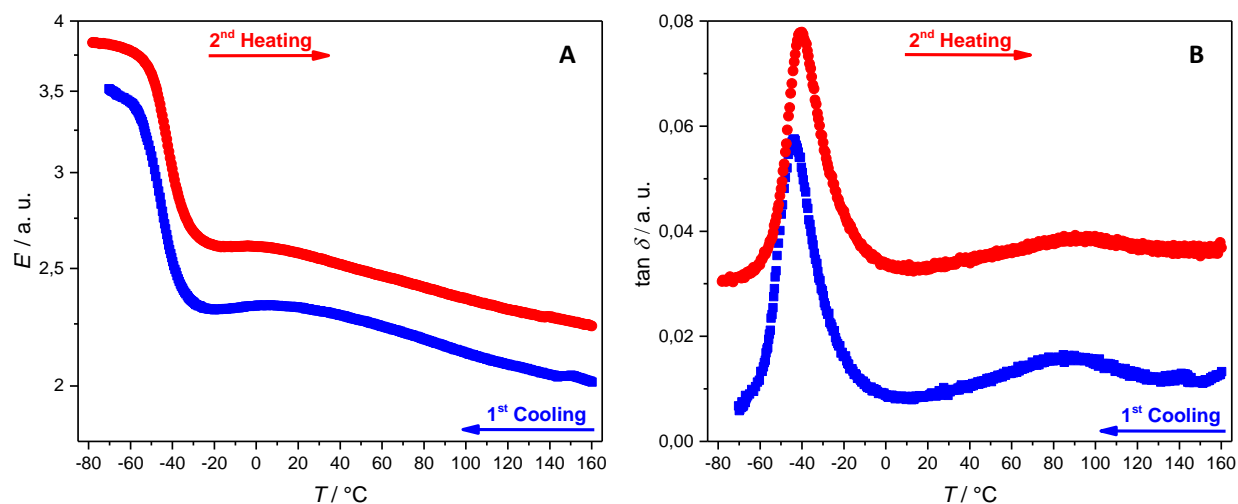 4
3,5
3
2,5
2
E / a. u.
2nd Heating
A
1st Cooling
-80 -60 -40 -20 0 20 40 60 80 100 120 140 160
T / °C
0,08
0,06
0,04
0,02
0,00
tan δ / a. u.
2nd Heating
B
1st Cooling
-80 -60 -40 -20 0 20 40 60 80 100 120 140 160
T / °C